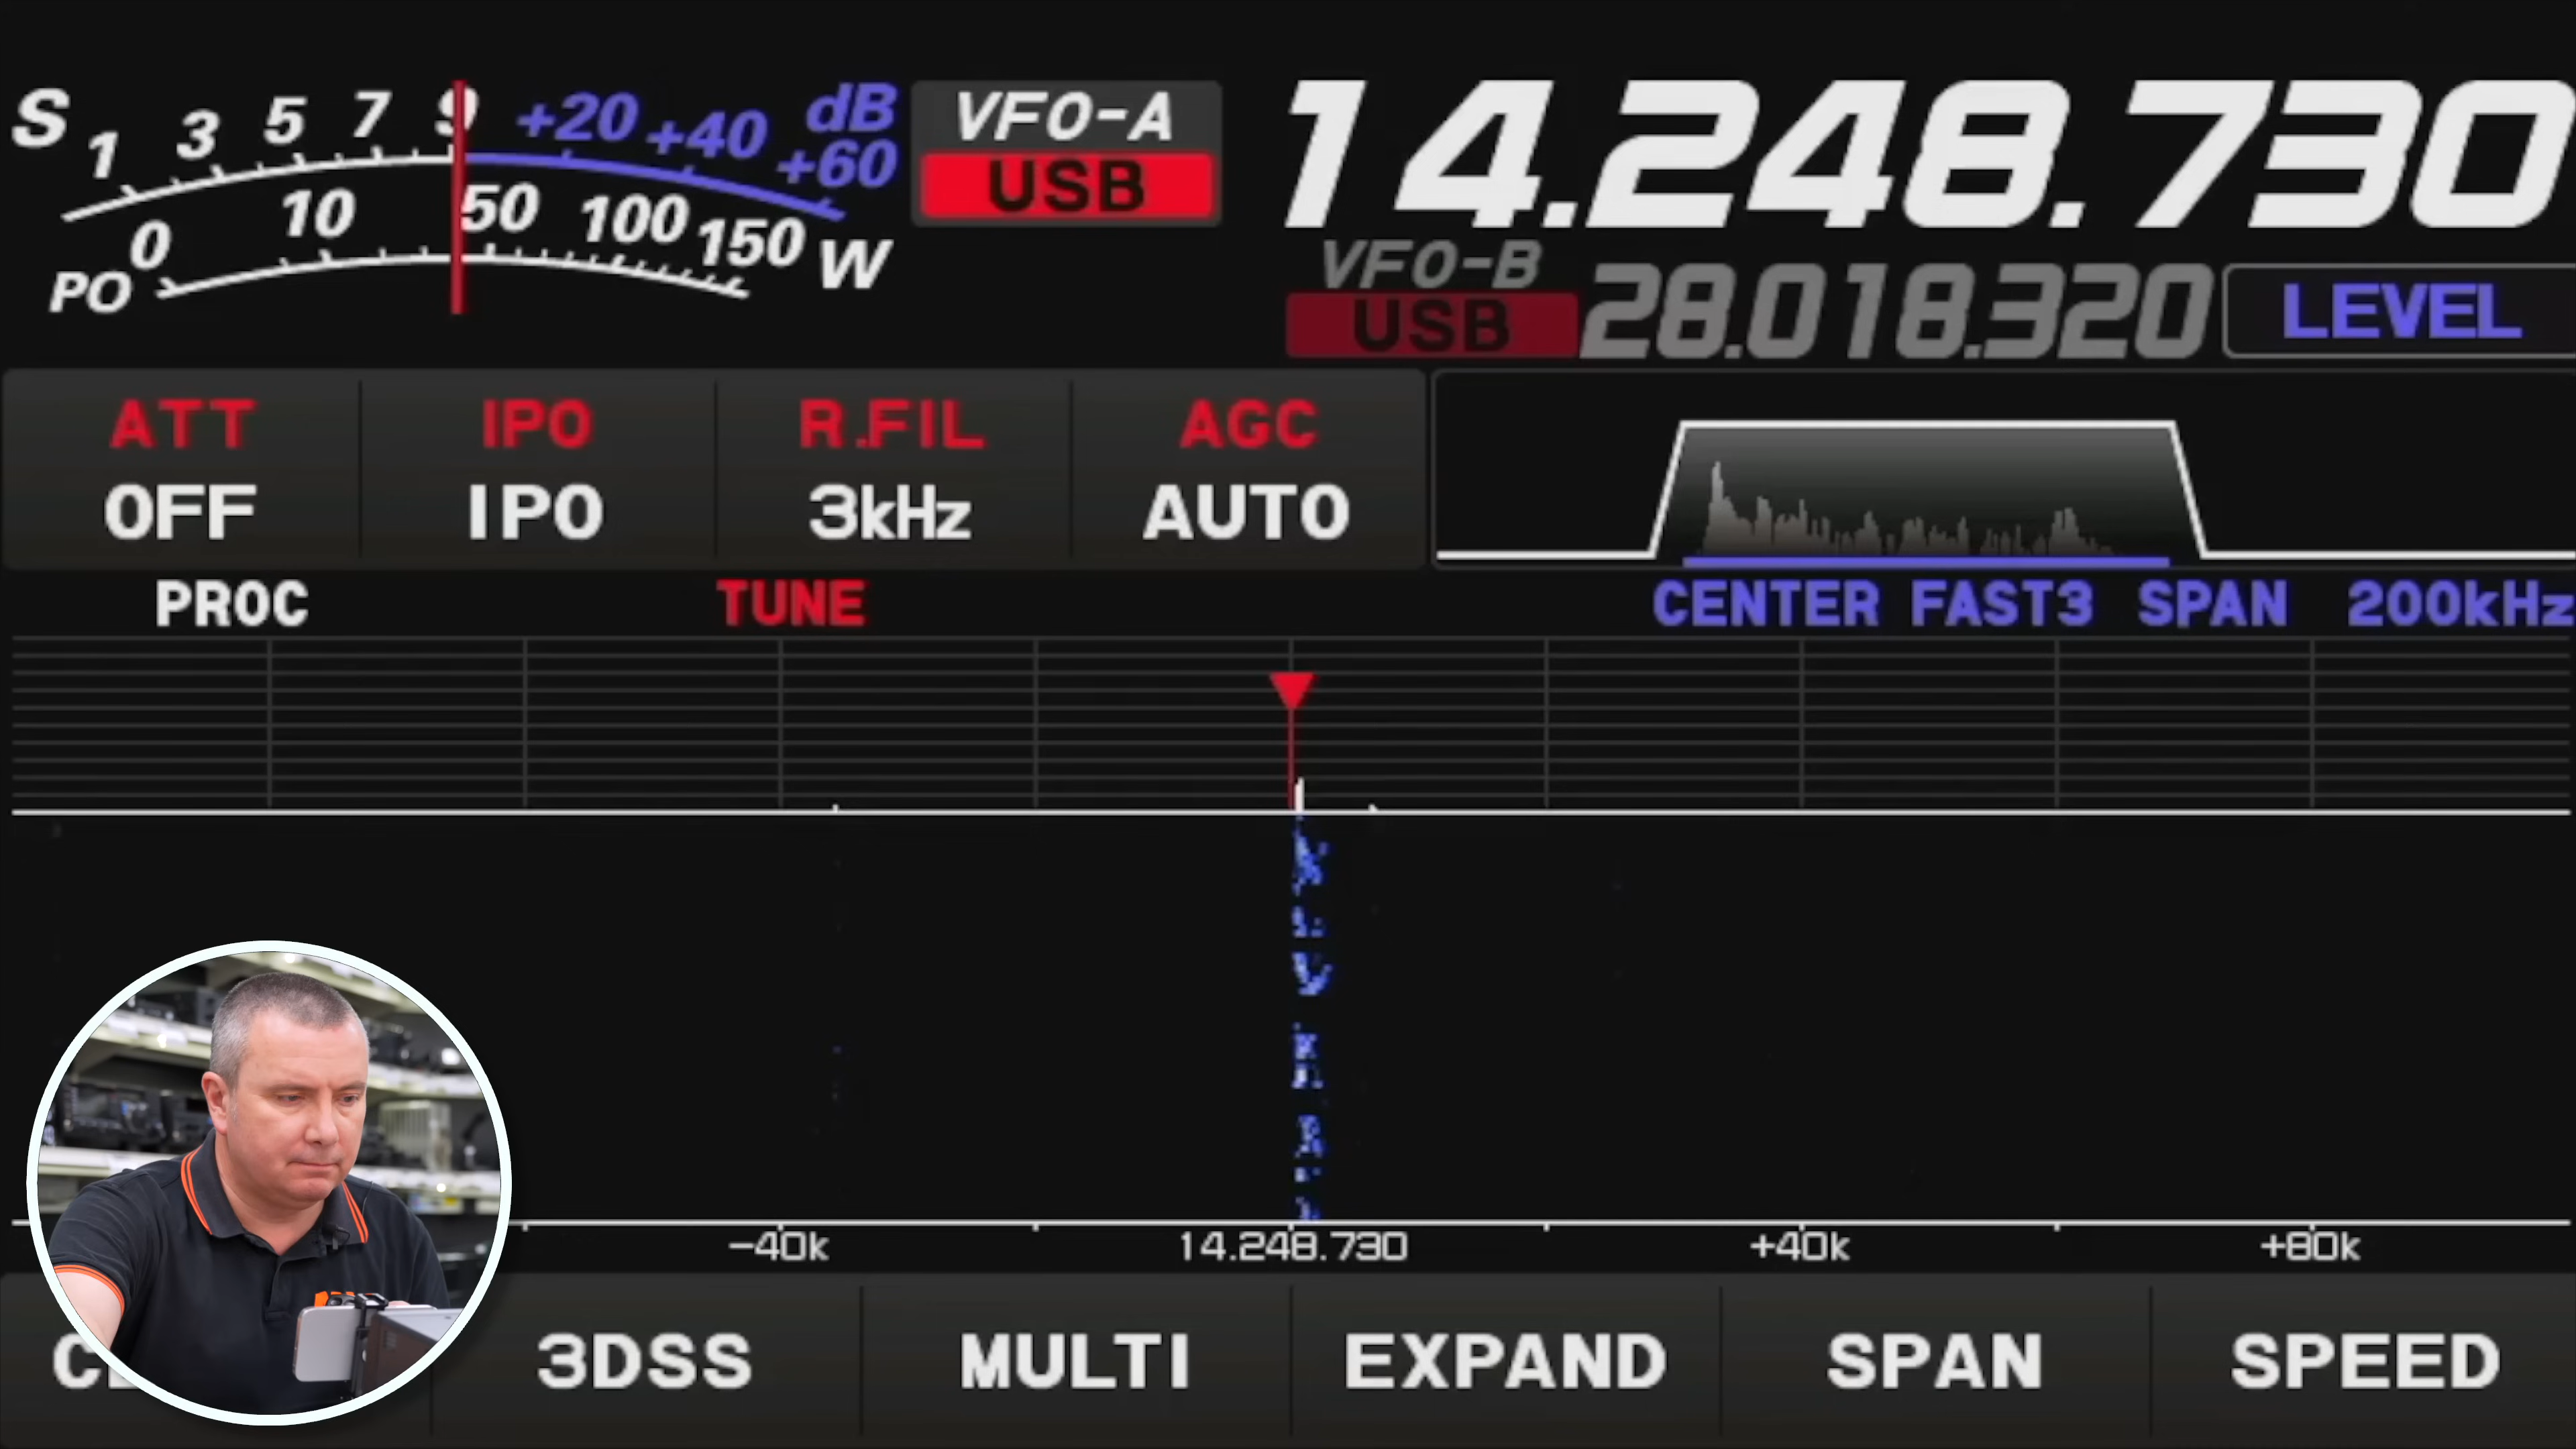 S 1 3 5 7 9 +20 +40 +60 dB
PO 0 10 50 100 150 W
VFO-A
USB
14.248.730
VFO-B
USB
28.018.320
LEVEL
ATT IPO R.FIL AGC
OFF IPO 3kHz AUTO
PROC TUNE CENTER FAST3 SPAN 200kHz
-40k 14.248.730 +40k +80k
3DSS MULTI EXPAND SPAN SPEED